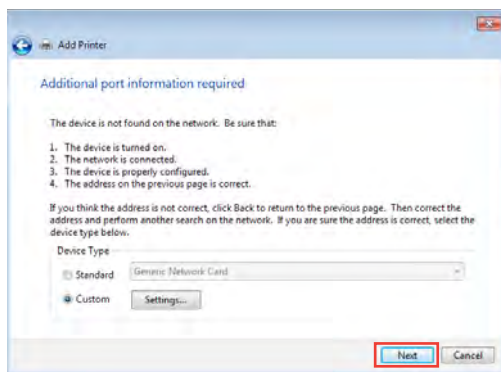 Add Printer
Additional port information required
The device is not found on the network. Be sure that:
1. The device is turned on.
2. The network is connected.
3. The device is properly configured.
4. The address on the previous page is correct.
If you think the address is not correct, click Back to return to the previous page. Then correct the
address and perform another search on the network. If you are sure the address is correct, select the
device type below.
Device Type
Standard Generic Network Card
Custom Settings...
Next Cancel